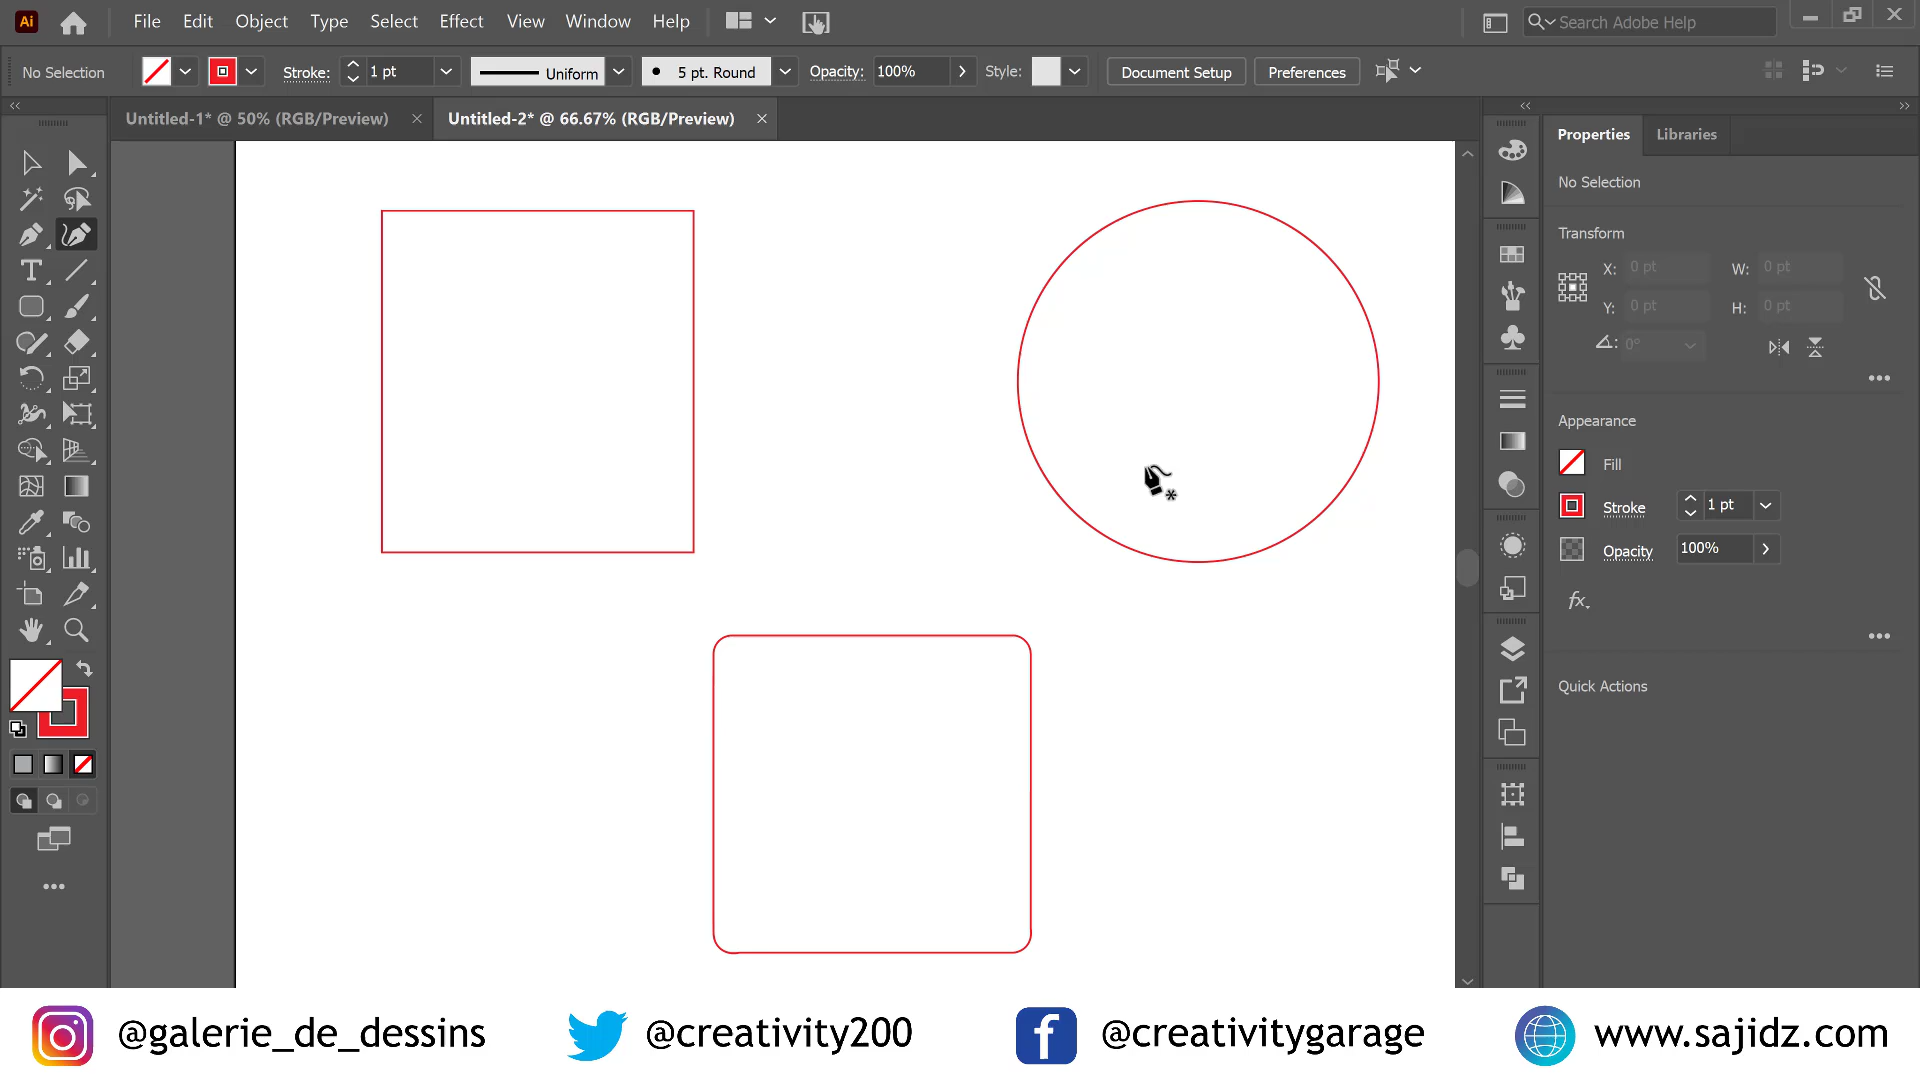 Ai File Edit Object Type Select Effect View Window Help Search Adobe Help
No Selection Stroke: 1 pt Uniform 5 pt. Round Opacity: 100% Style: Document Setup Preferences
Untitled-1* @ 50% (RGB/Preview) × Untitled-2* @ 66.67% (RGB/Preview) ×
Properties Libraries
No Selection
Transform
X: 0 pt W: 0 pt
Y: 0 pt H: 0 pt
0°
Appearance
Fill
Stroke 1 pt
Opacity 100%
fx.
Quick Actions
@galerie_de_dessins @creativity200 @creativitygarage www.sajidz.com